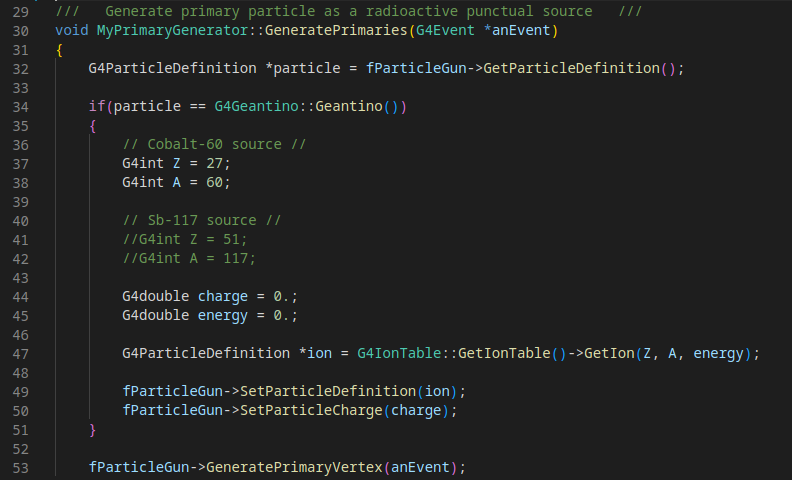 29 ///   Generate primary particle as a radioactive punctual source   ///
30 void MyPrimaryGenerator::GeneratePrimaries(G4Event *anEvent)
31 {
32     G4ParticleDefinition *particle = fParticleGun->GetParticleDefinition();
33
34     if(particle == G4Geantino::Geantino())
35     {
36         // Cobalt-60 source //
37         G4int Z = 27;
38         G4int A = 60;
39
40         // Sb-117 source //
41         //G4int Z = 51;
42         //G4int A = 117;
43
44         G4double charge = 0.;
45         G4double energy = 0.;
46
47         G4ParticleDefinition *ion = G4IonTable::GetIonTable()->GetIon(Z, A, energy);
48
49         fParticleGun->SetParticleDefinition(ion);
50         fParticleGun->SetParticleCharge(charge);
51     }
52
53     fParticleGun->GeneratePrimaryVertex(anEvent);